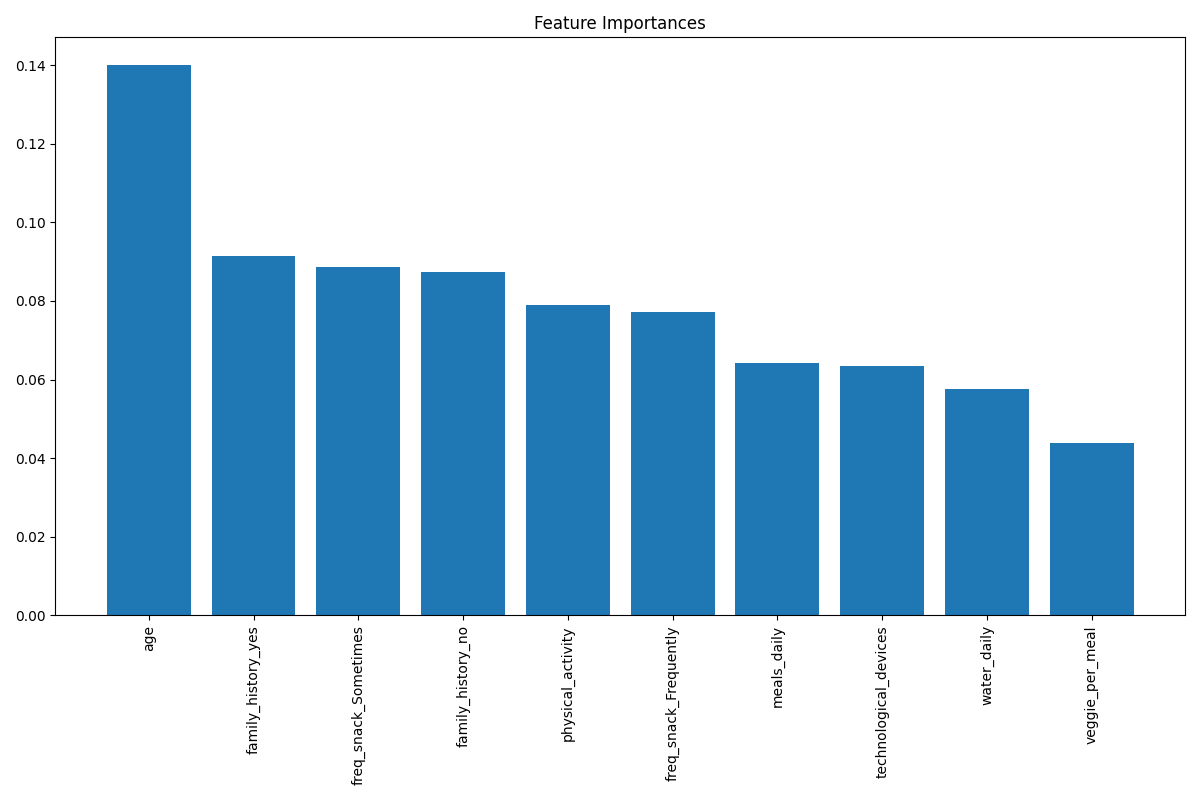 Feature Importances
0.14
0.12
0.10
0.08
0.06
0.04
0.02
0.00
age
family_history_yes
freq_snack_Sometimes
family_history_no
physical_activity
freq_snack_Frequently
meals_daily
technological_devices
water_daily
veggie_per_meal